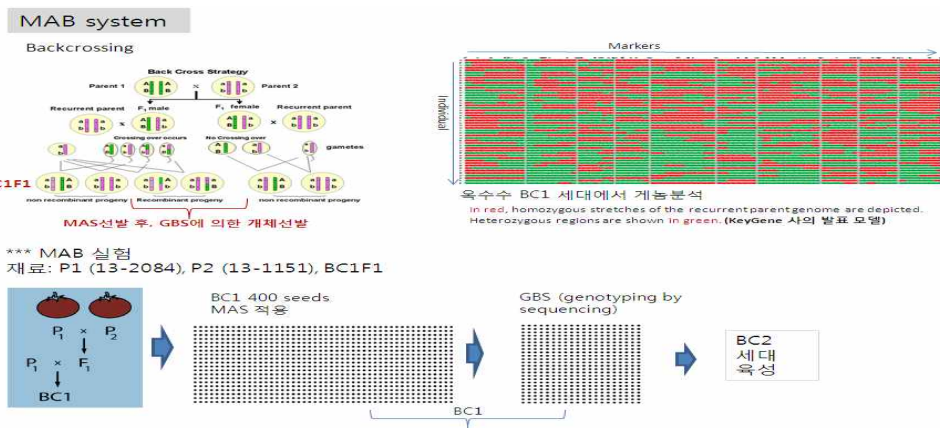 MAB system
Backcrossing
Back Cross Strategy
Parent 1
x
Parent 2
Recurrent parent
F1 male
F1 female
Recurrent parent
Crossing over occurs
No Crossing over
gametes
C1F1
non recombinant progeny
Recombinant progeny
non recombinant progeny
MAS선발 후, GBS에 의한 개체선발
Markers
Individual
옥수수 BC1 세대에서 게놈분석
In red, homozygous stretches of the recurrent parent genome are depicted.
Heterozygous regions are shown in green. (KeyGene 사의 발표 모델)
*** MAB 실험
재료: P1 (13-2084), P2 (13-1151), BC1F1
P1 x P2
P1 x F1
BC1
BC1 400 seeds
MAS 적용
GBS (genotyping by
sequencing)
BC2
세대
육성
BC1